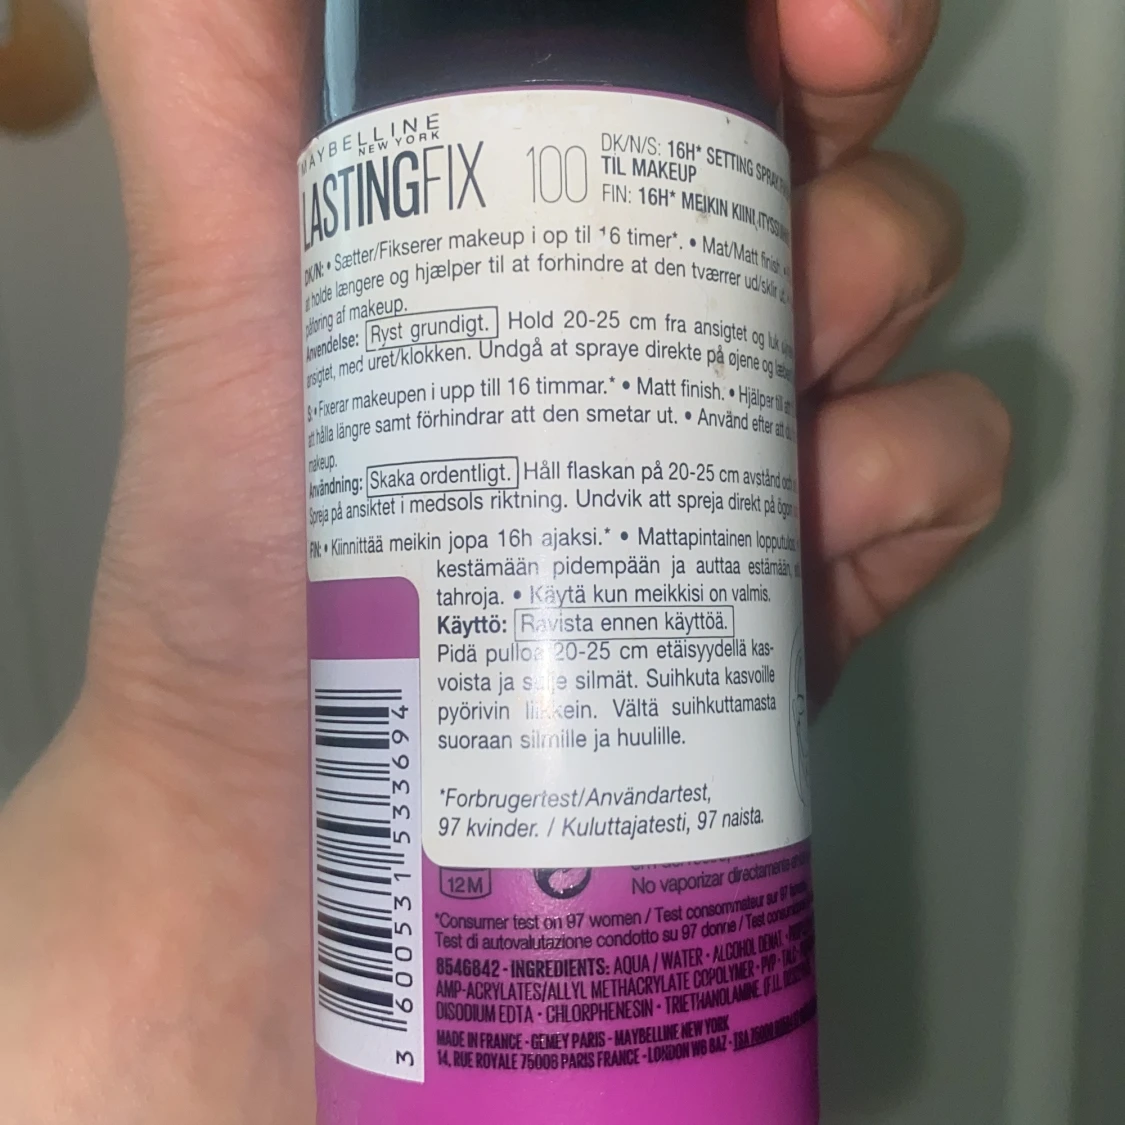 MAYBELLINE
NEW YORK
LASTINGFIX
100
DK/N/S: 16H* SETTING SPRAY
TIL MAKEUP
FIN: 16H* MEIKIN KIINNITYSSUIHKE
DK/N: • Sætter/Fikserer makeup i op til 16 timer*. • Mat/Matt finish
at holde længere og hjælper til at forhindre at den tværrer ud/sklir
påføring af makeup.
Anvendelse: Ryst grundigt. Hold 20-25 cm fra ansigtet og luk
ansigtet, med uret/klokken. Undgå at spraye direkte på øjene og
S: • Fixerar makeupen i upp till 16 timmar.* • Matt finish. • Hjälper till
att hålla längre samt förhindrar att den smetar ut. • Använd efter att
makeup.
Användning: Skaka ordentligt. Håll flaskan på 20-25 cm avstånd och
Spreja på ansiktet i medsols riktning. Undvik att spreja direkt på
FIN: • Kiinnittää meikin jopa 16h ajaksi.* • Mattapintainen
kestämään pidempään ja auttaa estämään,
tahroja. • Käytä kun meikkisi on valmis.
Käyttö: Ravista ennen käyttöä.
Pidä pulloa 20-25 cm etäisyydellä kas-
voista ja sulje silmät. Suihkuta kasvoille
pyörivin liikkein. Vältä suihkuttamasta
suoraan silmille ja huulille.
*Forbrugertest/Användartest,
97 kvinder. / Kuluttajatesti, 97 naista.
3 600531 533694
12M
No vaporizar directamente
*Consumer test on 97 women / Test consommateur sur 97
Test di autovalutazione condotto su 97 donne / Test
8546842 - INGREDIENTS: AQUA / WATER • ALCOHOL DENAT. •
AMP-ACRYLATES/ALLYL METHACRYLATE COPOLYMER • PVP • TALC
DISODIUM EDTA • CHLORPHENESIN • TRIETHANOLAMINE. (F.I.L.
MADE IN FRANCE - GEMEY PARIS - MAYBELLINE NEW YORK
14, RUE ROYALE 75008 PARIS FRANCE - LONDON W6 8AZ -